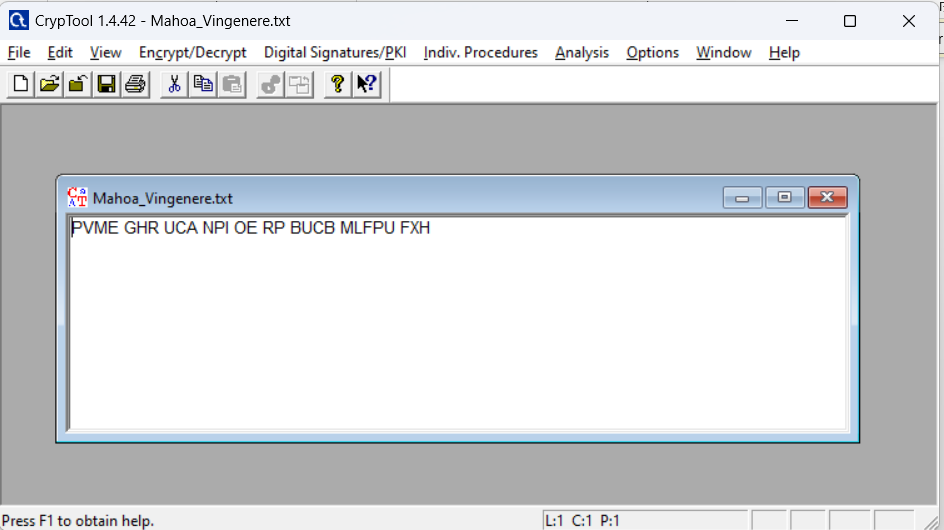 CrypTool 1.4.42 - Mahoa_Vingenere.txt
File Edit View Encrypt/Decrypt Digital Signatures/PKI Indiv. Procedures Analysis Options Window Help
Mahoa_Vingenere.txt
PVME GHR UCA NPI OE RP BUCB MLFPU FXH
Press F1 to obtain help. L:1 C:1 P:1